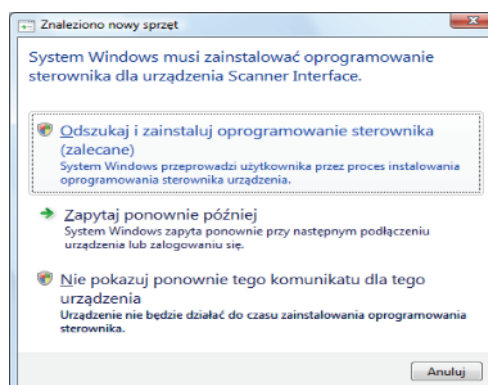 Znaleziono nowy sprzęt
System Windows musi zainstalować oprogramowanie
sterownika dla urządzenia Scanner Interface.
Odszukaj i zainstaluj oprogramowanie sterownika
(zalecane)
System Windows przeprowadzi użytkownika przez proces instalowania
oprogramowania sterownika urządzenia.
Zapytaj ponownie później
System Windows zapyta ponownie przy następnym podłączeniu
urządzenia lub zalogowaniu się.
Nie pokazuj ponownie tego komunikatu dla tego
urządzenia
Urządzenie nie będzie działać do czasu zainstalowania oprogramowania
sterownika.
Anuluj